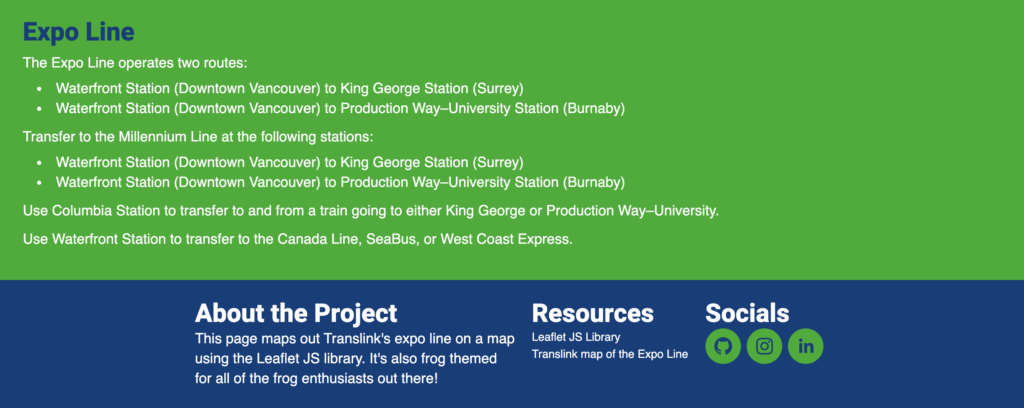 Expo Line
The Expo Line operates two routes:
• Waterfront Station (Downtown Vancouver) to King George Station (Surrey)
• Waterfront Station (Downtown Vancouver) to Production Way–University Station (Burnaby)
Transfer to the Millennium Line at the following stations:
• Waterfront Station (Downtown Vancouver) to King George Station (Surrey)
• Waterfront Station (Downtown Vancouver) to Production Way–University Station (Burnaby)
Use Columbia Station to transfer to and from a train going to either King George or Production Way–University.
Use Waterfront Station to transfer to the Canada Line, SeaBus, or West Coast Express.
About the Project
This page maps out Translink's expo line on a map
using the Leaflet JS library. It's also frog themed
for all of the frog enthusiasts out there!
Resources
Leaflet JS Library
Translink map of the Expo Line
Socials
in